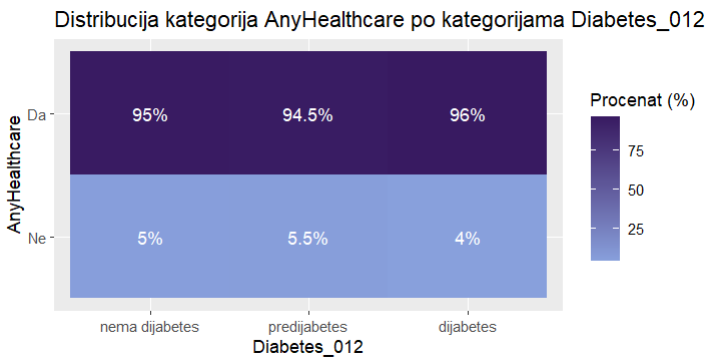 Distribucija kategorija AnyHealthcare po kategorijama Diabetes_012
Procenat (%)
75
50
25
AnyHealthcare
Da
95%
94.5%
96%
Ne
5%
5.5%
4%
nema dijabetes
predijabetes
dijabetes
Diabetes_012